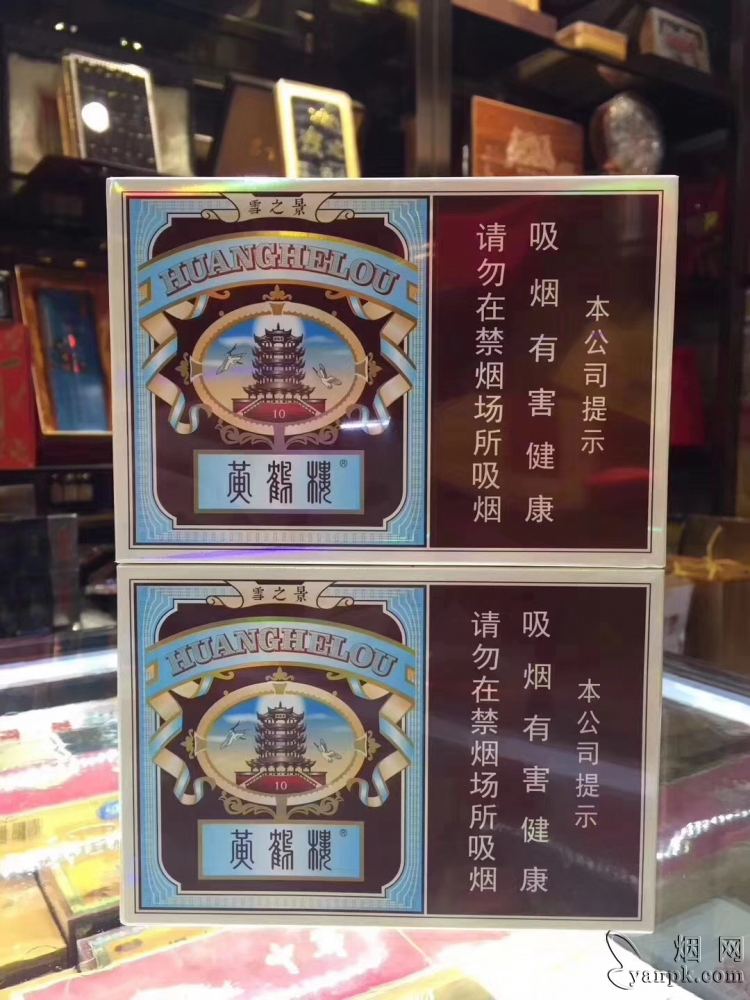 雪之景
HUANGHELOU
10
黄鹤楼®
本公司提示
吸烟有害健康
请勿在禁烟场所吸烟
雪之景
HUANGHELOU
10
黄鹤楼®
本公司提示
吸烟有害健康
请勿在禁烟场所吸烟
烟网
yanpk.com